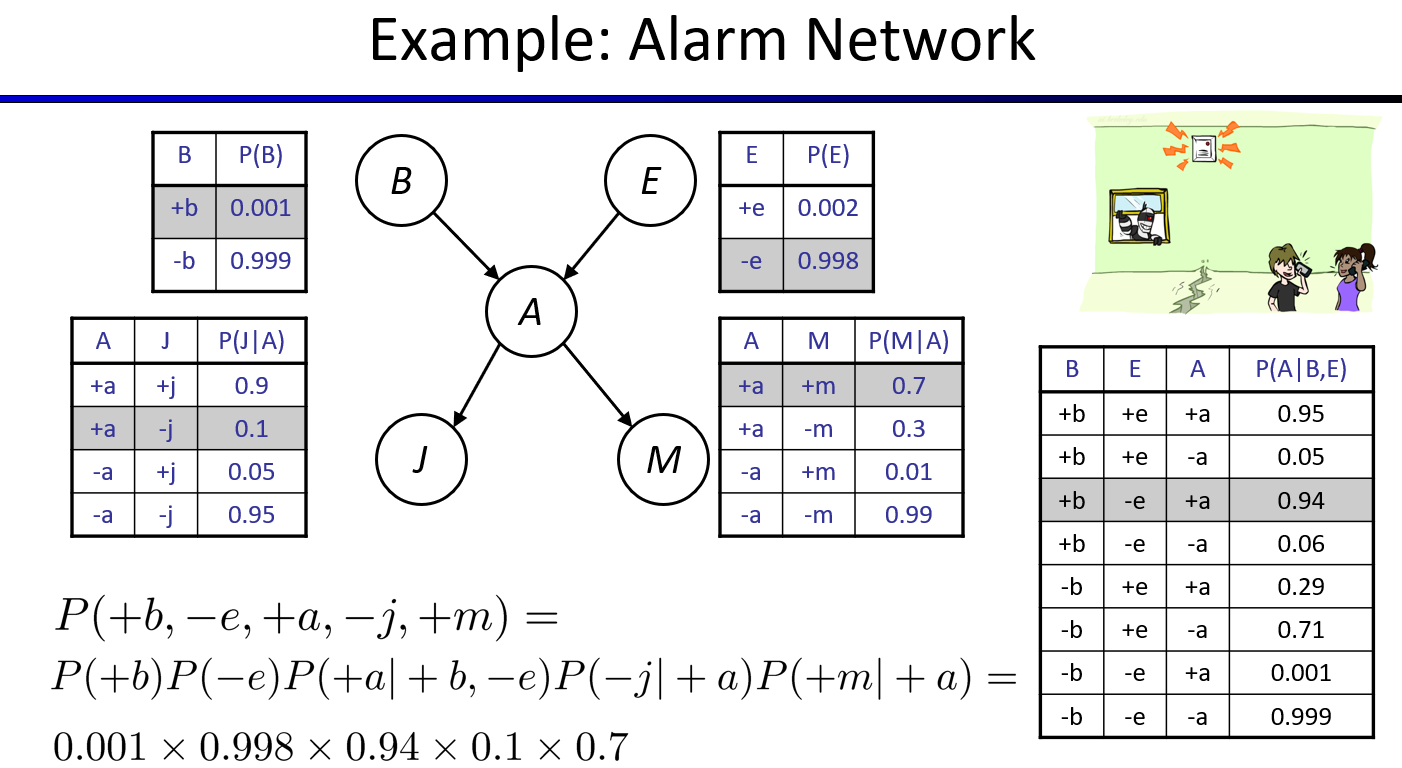 Example: Alarm Network
B P(B)
+b 0.001
-b 0.999
B
E
A
J
M
E P(E)
+e 0.002
-e 0.998
A J P(J|A)
+a +j 0.9
+a -j 0.1
-a +j 0.05
-a -j 0.95
A M P(M|A)
+a +m 0.7
+a -m 0.3
-a +m 0.01
-a -m 0.99
B E A P(A|B,E)
+b +e +a 0.95
+b +e -a 0.05
+b -e +a 0.94
+b -e -a 0.06
-b +e +a 0.29
-b +e -a 0.71
-b -e +a 0.001
-b -e -a 0.999
P(+b, −e, +a, −j, +m) =
P(+b)P(−e)P(+a| + b, −e)P(−j| + a)P(+m| + a) =
0.001 × 0.998 × 0.94 × 0.1 × 0.7